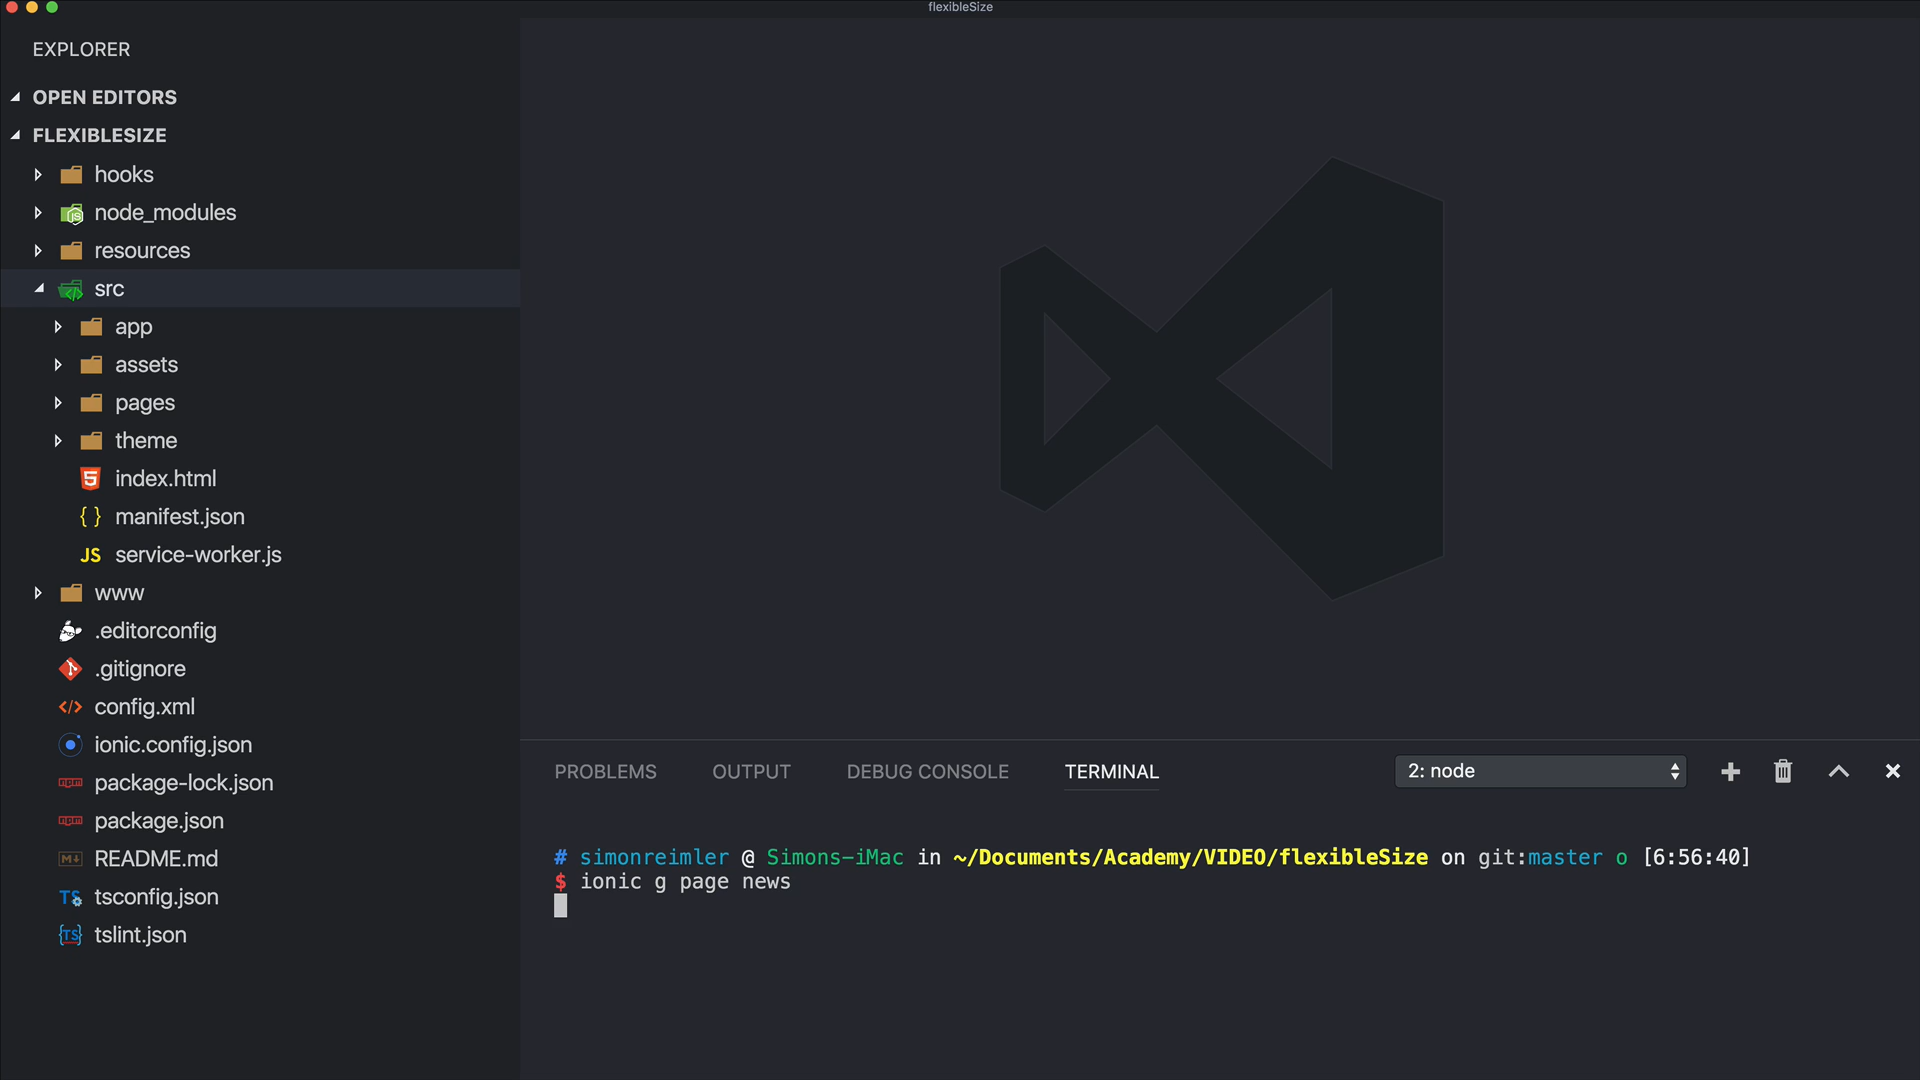 flexibleSize
EXPLORER
OPEN EDITORS
FLEXIBLESIZE
hooks
node_modules
resources
src
app
assets
pages
theme
index.html
manifest.json
JS service-worker.js
www
.editorconfig
.gitignore
config.xml
ionic.config.json
package-lock.json
package.json
README.md
tsconfig.json
tslint.json
PROBLEMS OUTPUT DEBUG CONSOLE TERMINAL 2: node
# simonreimler @ Simons-iMac in ~/Documents/Academy/VIDEO/flexibleSize on git:master o [6:56:40]
$ ionic g page news